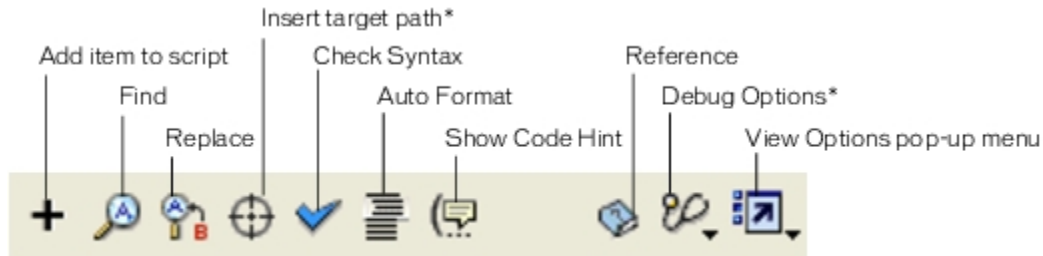 Insert target path*
Add item to script
Check Syntax
Reference
Find
Auto Format
Debug Options*
Replace
Show Code Hint
View Options pop-up menu
A
A
B
?